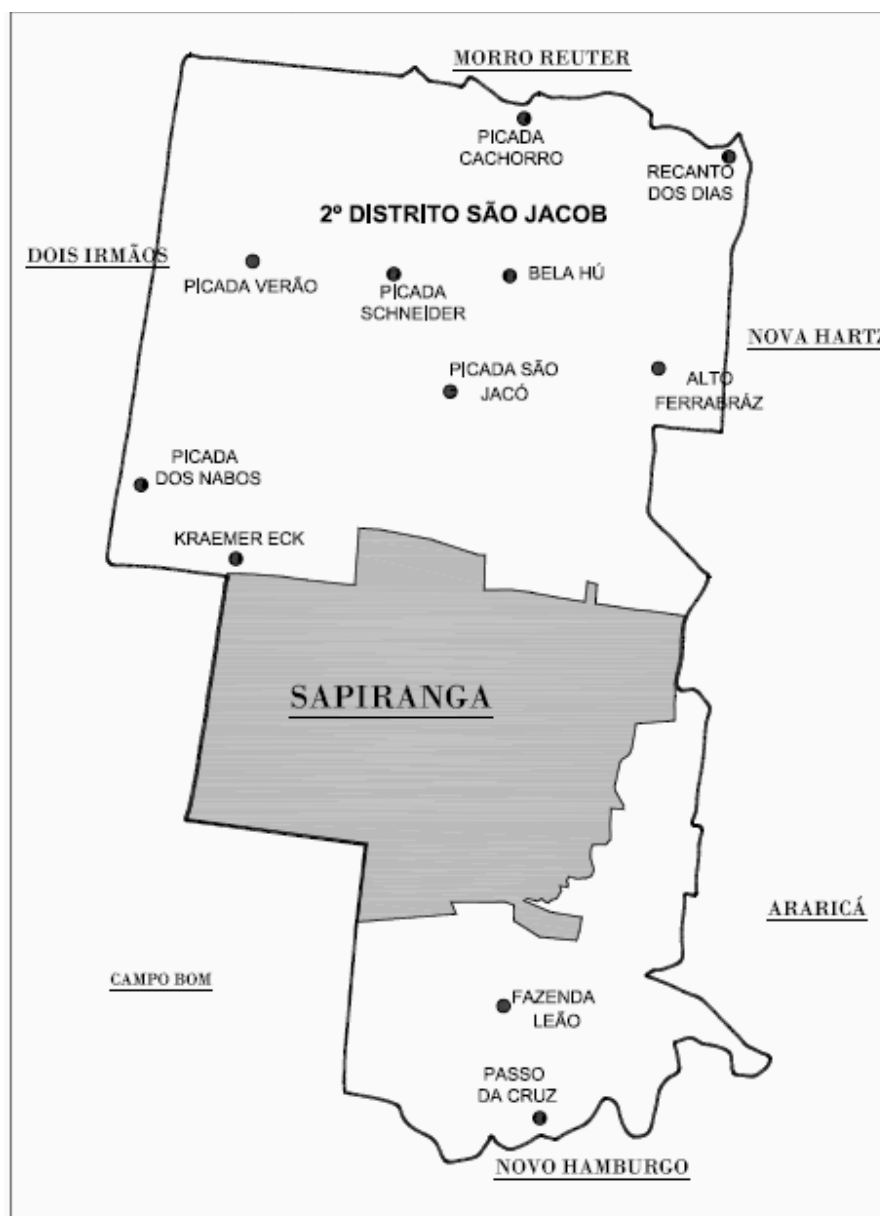 MORRO REUTER
PICADA
CACHORRO
RECANTO
DOS DIAS
2º DISTRITO SÃO JACOB
DOIS IRMÃOS
PICADA VERÃO
PICADA
SCHNEIDER
BELA HÚ
NOVA HARTZ
PICADA SÃO
JACÓ
ALTO
FERRABRÁZ
PICADA
DOS NABOS
KRAEMER ECK
SAPIRANGA
ARARICÁ
CAMPO BOM
FAZENDA
LEÃO
PASSO
DA CRUZ
NOVO HAMBURGO